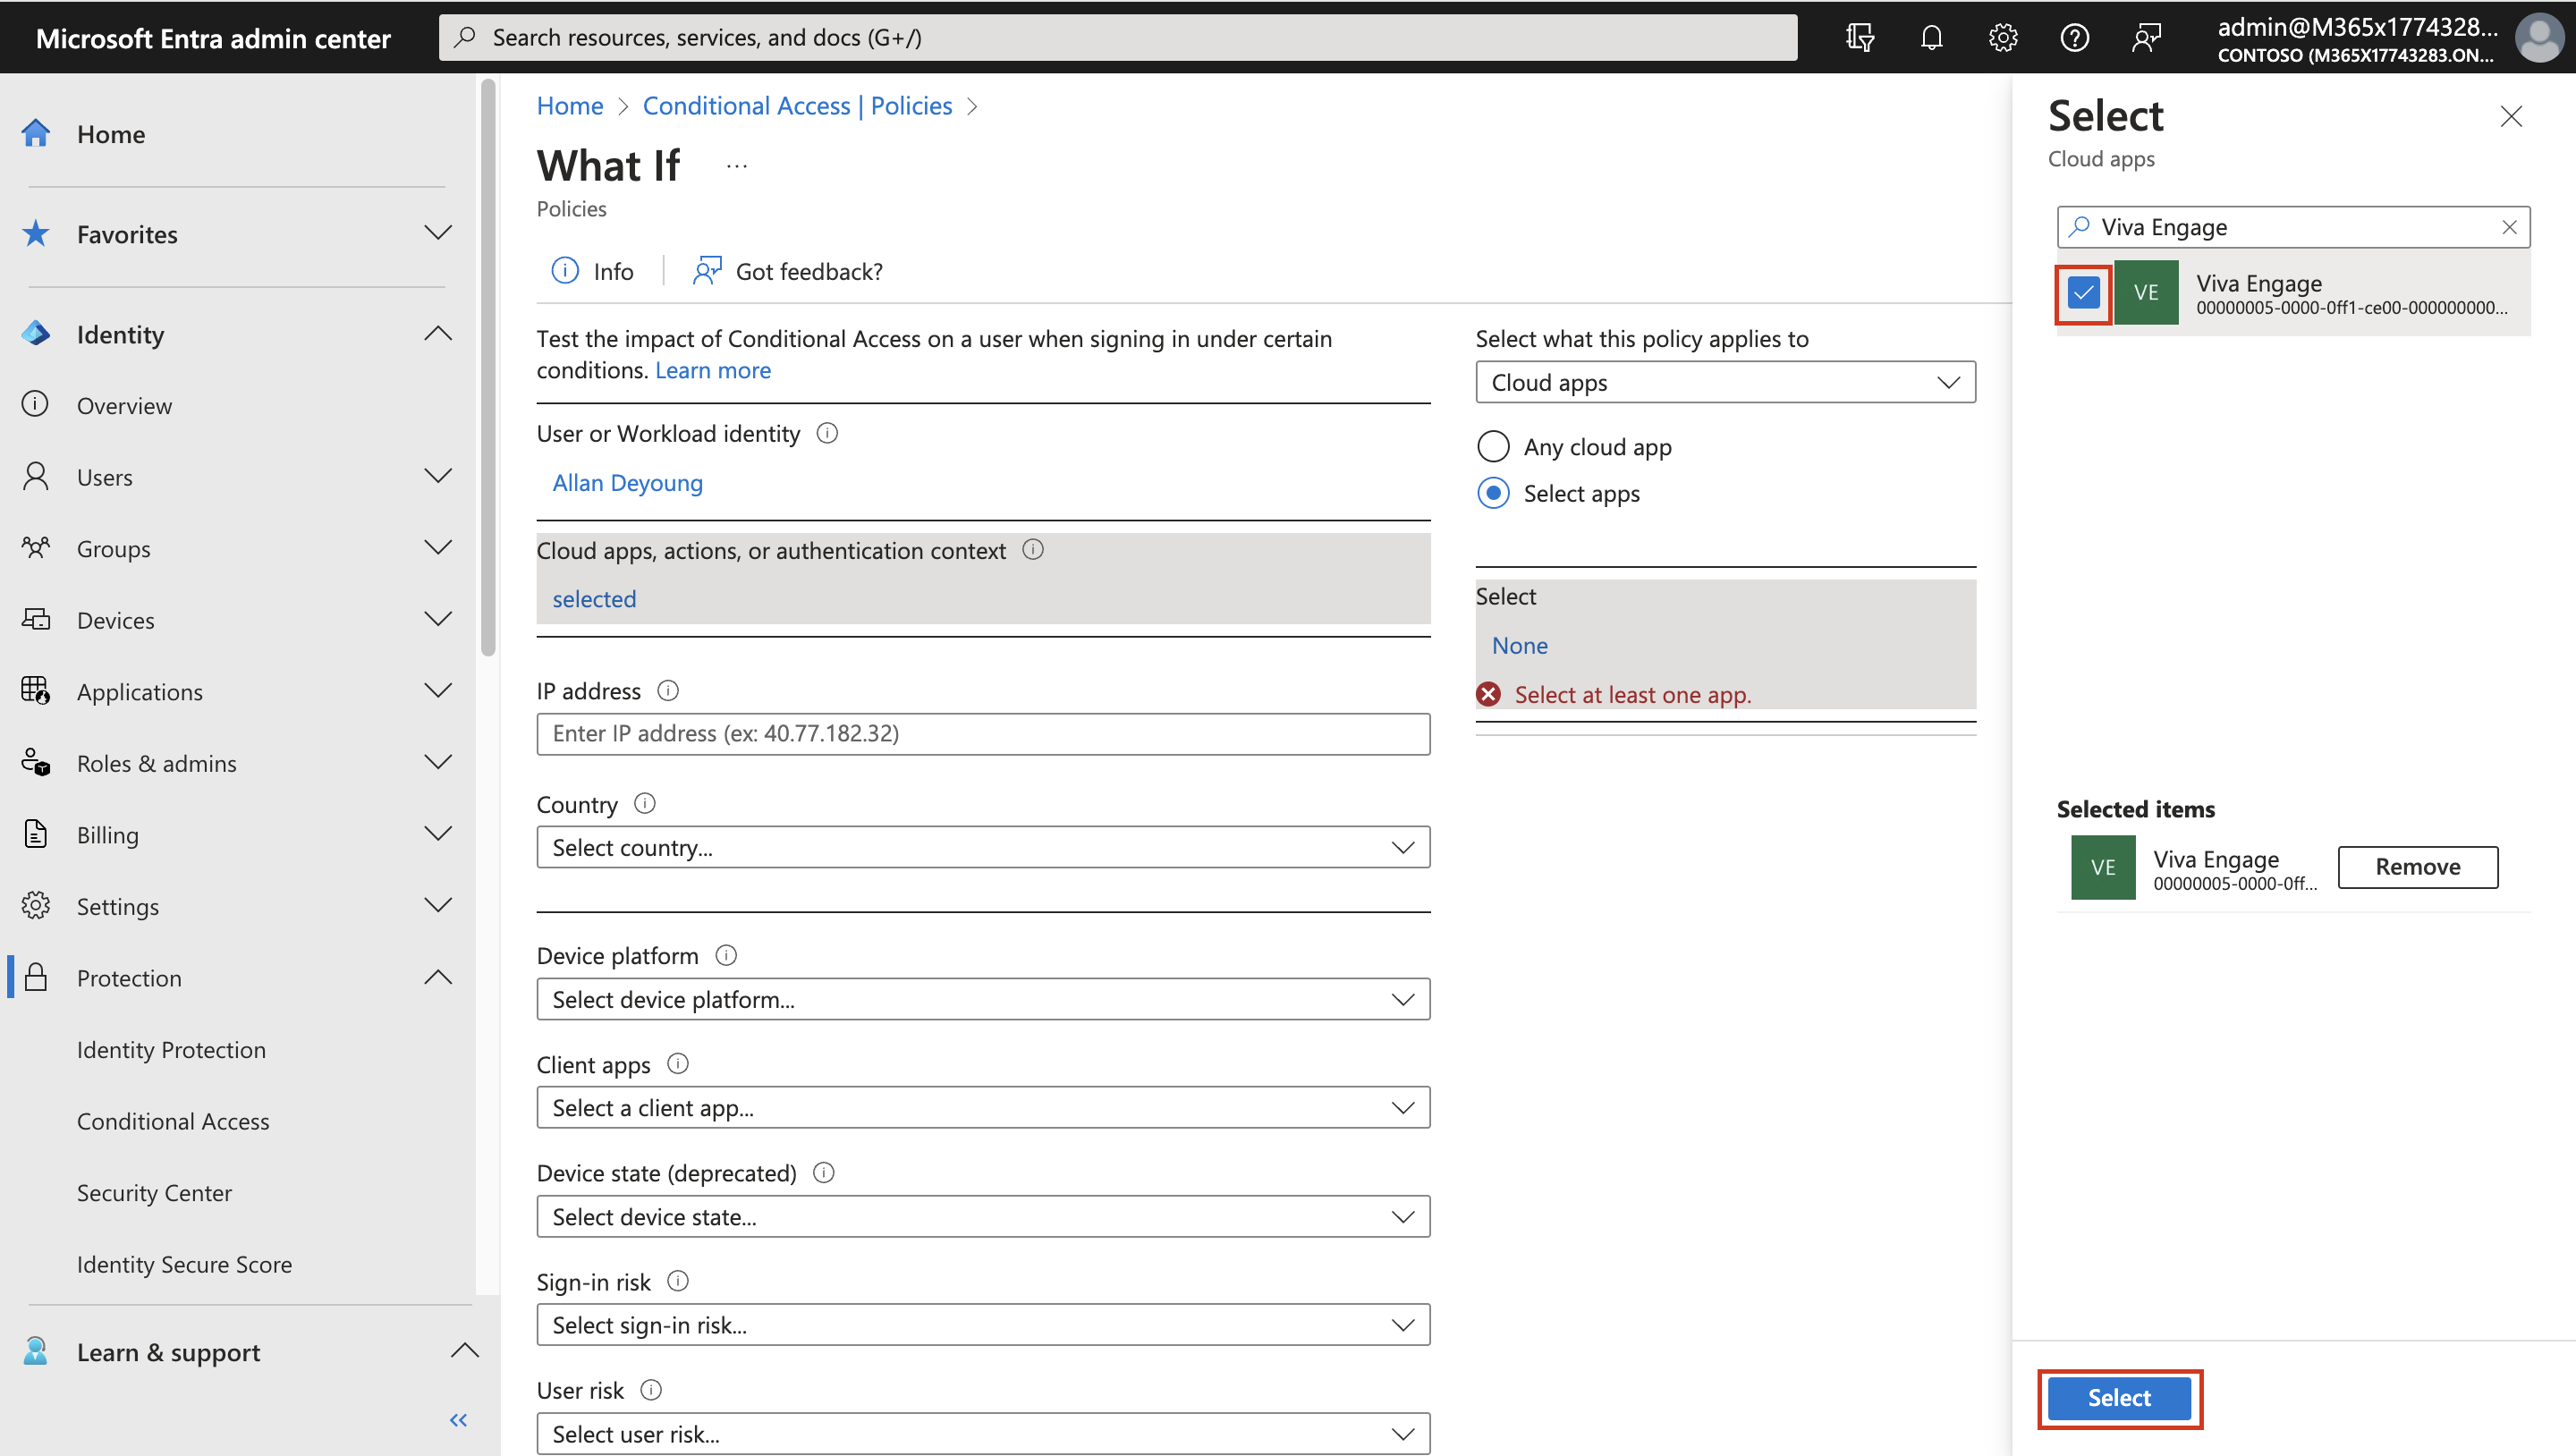 Microsoft Entra admin center
Search resources, services, and docs (G+/)
admin@M365x1774328...
CONTOSO (M365X17743283.ON...
Home
Favorites
Identity
Overview
Users
Groups
Devices
Applications
Roles & admins
Billing
Settings
Protection
Identity Protection
Conditional Access
Security Center
Identity Secure Score
Learn & support
Home > Conditional Access | Policies >
What If ...
Policies
Info
Got feedback?
Test the impact of Conditional Access on a user when signing in under certain
conditions. Learn more
User or Workload identity
Allan Deyoung
Cloud apps, actions, or authentication context
selected
IP address
Enter IP address (ex: 40.77.182.32)
Country
Select country...
Device platform
Select device platform...
Client apps
Select a client app...
Device state (deprecated)
Select device state...
Sign-in risk
Select sign-in risk...
User risk
Select user risk...
Select what this policy applies to
Cloud apps
Any cloud app
Select apps
Select
None
Select at least one app.
Select
Cloud apps
Viva Engage
VE
Viva Engage
00000005-0000-0ff1-ce00-000000000...
Selected items
VE
Viva Engage
00000005-0000-0ff...
Remove
Select